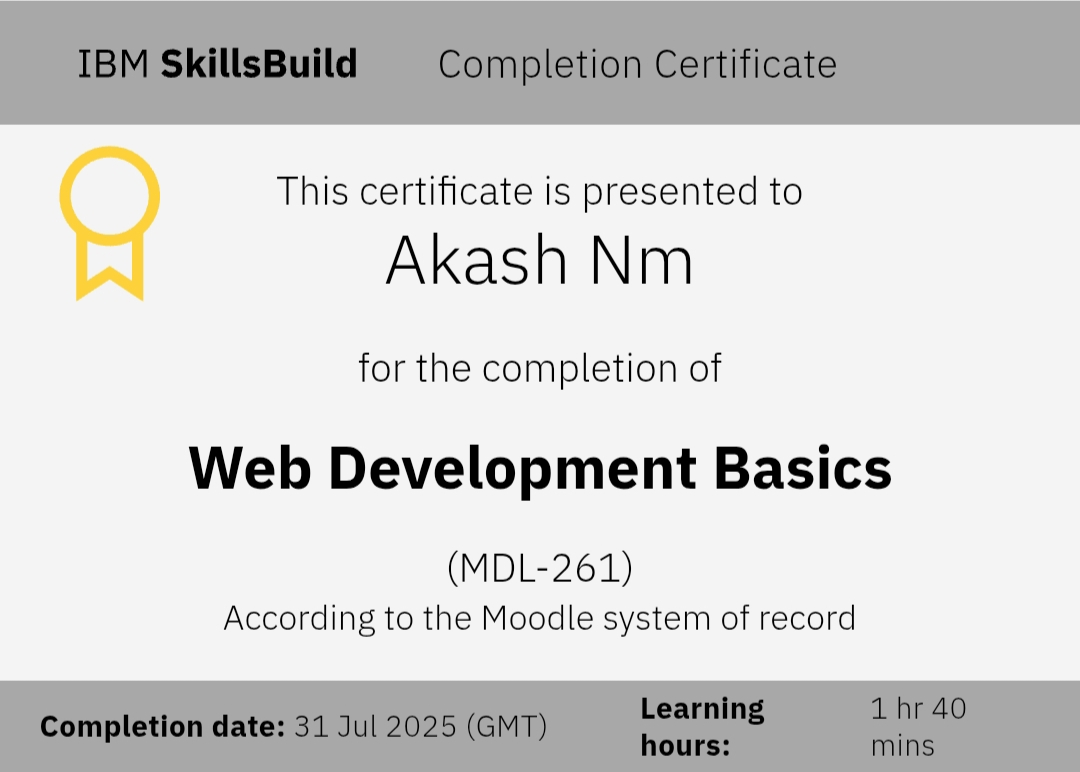 IBM SkillsBuild Completion Certificate
This certificate is presented to
Akash Nm
for the completion of
Web Development Basics
(MDL-261)
According to the Moodle system of record
Completion date: 31 Jul 2025 (GMT)
Learning hours:
1 hr 40 mins